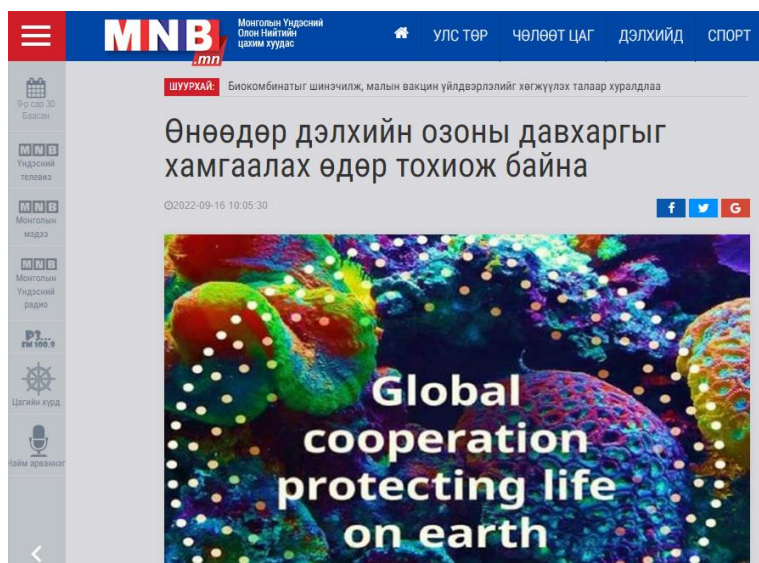 MNB.mn
Монголын Үндэсний
Олон Нийтийн
цахим хуудас
УЛС ТӨР ЧӨЛӨӨТ ЦАГ ДЭЛХИЙД СПОРТ
9-р сар 30
Баасан
MNB
Үндэсний
телевиз
MNB
Монголын
мэдээ
MNB
Монголын
Үндэсний
радио
P3...
FM 100.9
Цагийн хүрд
Найм арваннэг
ШУУРХАЙ: Биокомбинатыг шинэчилж, малын вакцин үйлдвэрлэлийг хөгжүүлэх талаар хуралдлаа
Өнөөдөр дэлхийн озоны давхаргыг
хамгаалах өдөр тохиож байна
2022-09-16 10:05:30
f G
Global
cooperation
protecting life
on earth